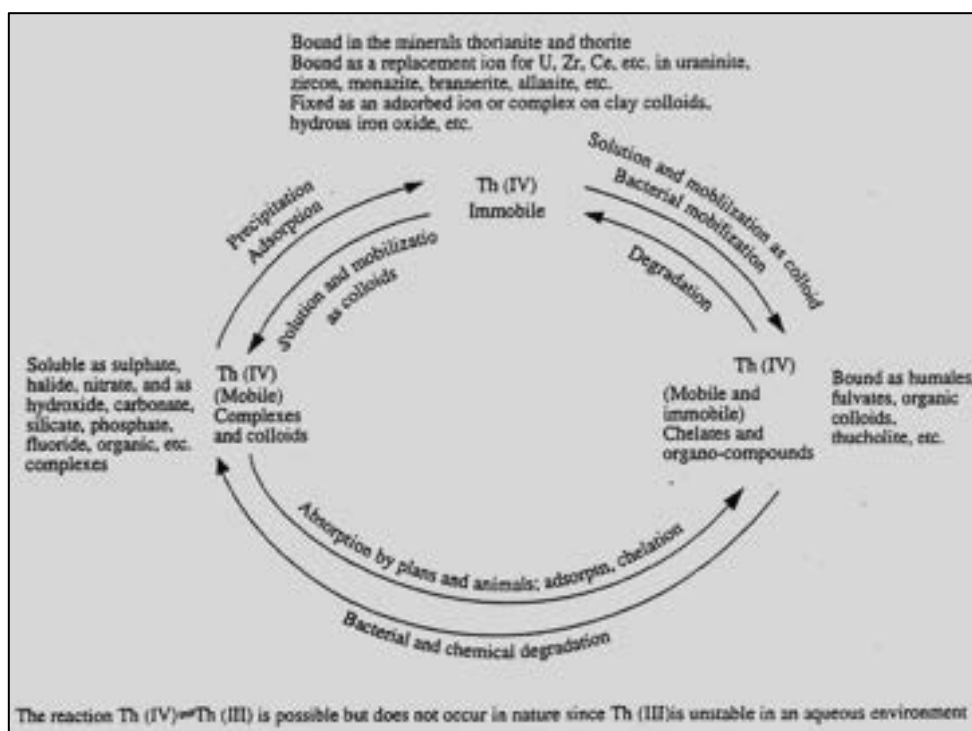 Bound in the minerals thorianite and thorite
Bound as a replacement ion for U, Zr, Ce, etc. in uraninite,
zircon, monazite, brannerite, allanite, etc.
Fixed as an adsorbed ion or complex on clay colloids,
hydrous iron oxide, etc.
Precipitation
Adsorption
Th (IV)
Immobile
Solution and mobilization as colloid
Bacterial mobilization
Solution and mobilizatio
as colloids
Degradation
Soluble as sulphate,
halide, nitrate, and as
hydroxide, carbonate,
silicate, phosphate,
fluoride, organic, etc.
complexes
Th (IV)
(Mobile)
Complexes
and colloids
Th (IV)
(Mobile and
immobile)
Chelates and
organo-compounds
Bound as humales,
fulvates, organic
colloids,
thucholite, etc.
Absorption by plants and animals; adsorptn, chelation
Bacterial and chemical degradation
The reaction Th (IV)⇌Th (III) is possible but does not occur in nature since Th (III)is unstable in an aqueous environment